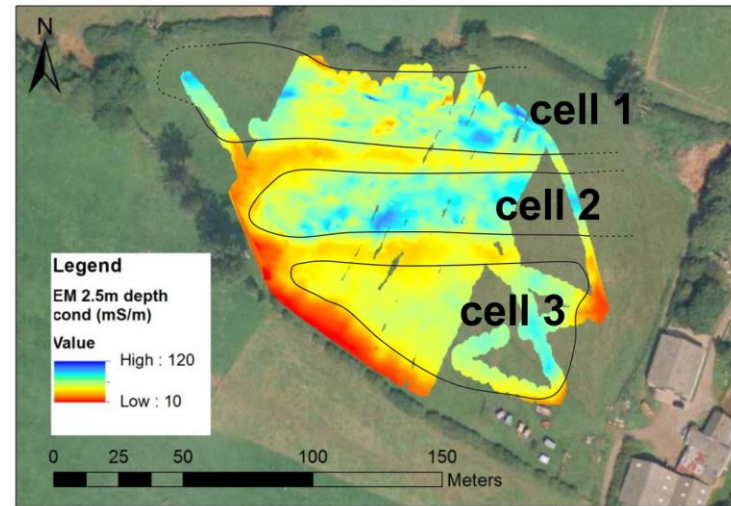 N
cell 1
cell 2
cell 3
Legend
EM 2.5m depth
cond (mS/m)
Value
High : 120
Low : 10
0 25 50 100 150
Meters